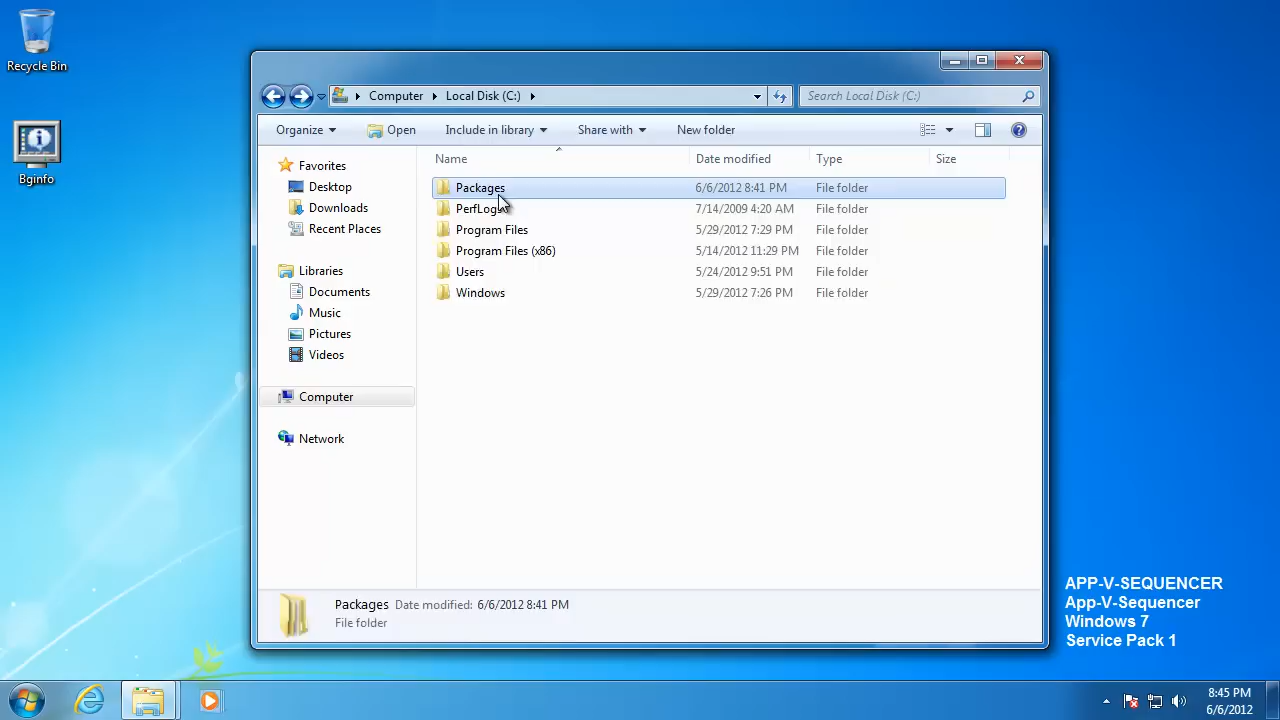 Recycle Bin
Bginfo
Computer Local Disk (C:)
Search Local Disk (C:)
Organize Open Include in library Share with New folder
Name Date modified Type Size
Favorites
Desktop
Downloads
Recent Places
Libraries
Documents
Music
Pictures
Videos
Computer
Network
Packages 6/6/2012 8:41 PM File folder
PerfLogs 7/14/2009 4:20 AM File folder
Program Files 5/29/2012 7:29 PM File folder
Program Files (x86) 5/14/2012 11:29 PM File folder
Users 5/24/2012 9:51 PM File folder
Windows 5/29/2012 7:26 PM File folder
Packages Date modified: 6/6/2012 8:41 PM
File folder
APP-V-SEQUENCER
App-V-Sequencer
Windows 7
Service Pack 1
8:45 PM
6/6/2012